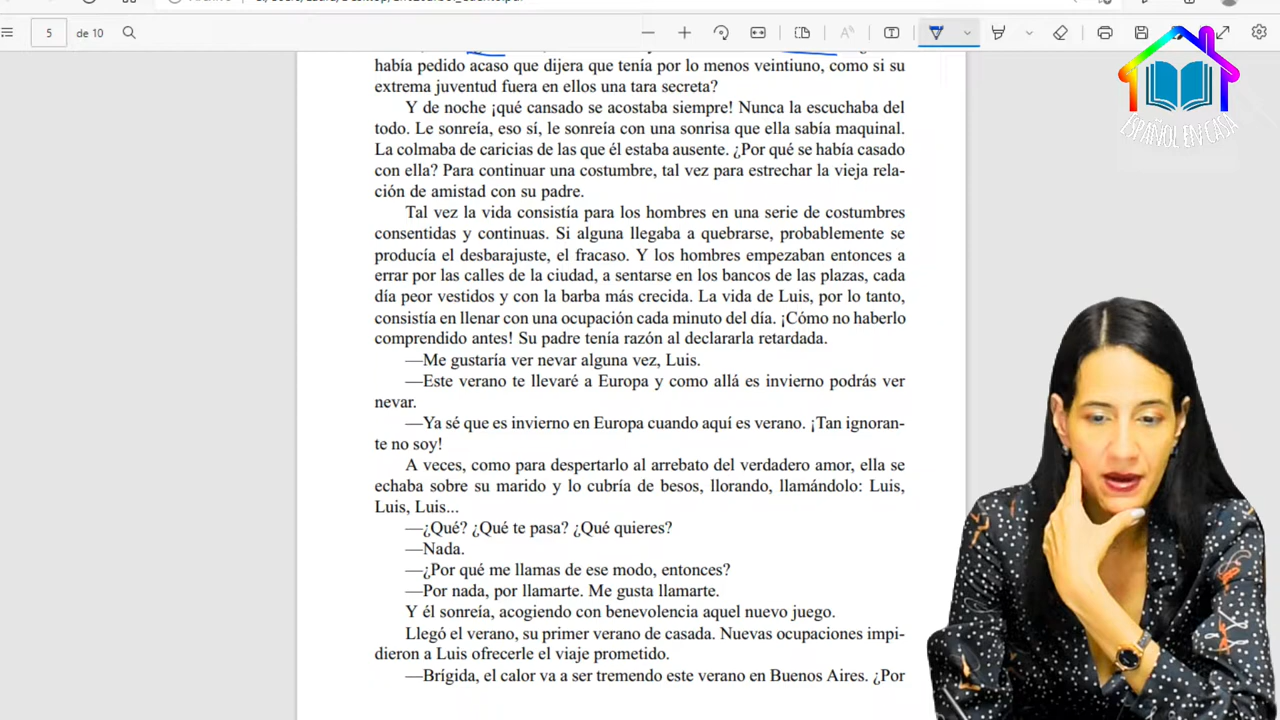 5
de 10
había pedido acaso que dijera que tenía por lo menos veintiuno, como si su
extrema juventud fuera en ellos una tara secreta?
Y de noche ¡qué cansado se acostaba siempre! Nunca la escuchaba del
todo. Le sonreía, eso sí, le sonreía con una sonrisa que ella sabía maquinal.
La colmaba de caricias de las que él estaba ausente. ¿Por qué se había casado
con ella? Para continuar una costumbre, tal vez para estrechar la vieja rela-
ción de amistad con su padre.
Tal vez la vida consistía para los hombres en una serie de costumbres
consentidas y continuas. Si alguna llegaba a quebrarse, probablemente se
producía el desbarajuste, el fracaso. Y los hombres empezaban entonces a
errar por las calles de la ciudad, a sentarse en los bancos de las plazas, cada
día peor vestidos y con la barba más crecida. La vida de Luis, por lo tanto,
consistía en llenar con una ocupación cada minuto del día. ¡Cómo no haberlo
comprendido antes! Su padre tenía razón al declararla retardada.
—Me gustaría ver nevar alguna vez, Luis.
—Este verano te llevaré a Europa y como allá es invierno podrás ver
nevar.
—Ya sé que es invierno en Europa cuando aquí es verano. ¡Tan ignoran-
te no soy!
A veces, como para despertarlo al arrebato del verdadero amor, ella se
echaba sobre su marido y lo cubría de besos, llorando, llamándolo: Luis,
Luis, Luis...
—¿Qué? ¿Qué te pasa? ¿Qué quieres?
—Nada.
—¿Por qué me llamas de ese modo, entonces?
—Por nada, por llamarte. Me gusta llamarte.
Y él sonreía, acogiendo con benevolencia aquel nuevo juego.
Llegó el verano, su primer verano de casada. Nuevas ocupaciones impi-
dieron a Luis ofrecerle el viaje prometido.
—Brígida, el calor va a ser tremendo este verano en Buenos Aires. ¿Por
ESPAÑOL EN CASA